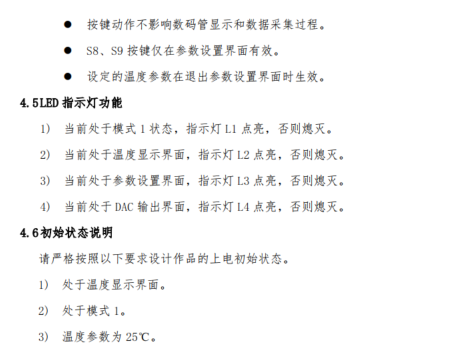 ● 按键动作不影响数码管显示和数据采集过程。
● S8、S9 按键仅在参数设置界面有效。
● 设定的温度参数在退出参数设置界面时生效。
4.5LED 指示灯功能
1) 当前处于模式 1 状态，指示灯 L1 点亮，否则熄灭。
2) 当前处于温度显示界面，指示灯 L2 点亮，否则熄灭。
3) 当前处于参数设置界面，指示灯 L3 点亮，否则熄灭。
4) 当前处于 DAC 输出界面，指示灯 L4 点亮，否则熄灭。
4.6初始状态说明
请严格按照以下要求设计作品的上电初始状态。
1) 处于温度显示界面。
2) 处于模式 1。
3) 温度参数为 25℃。